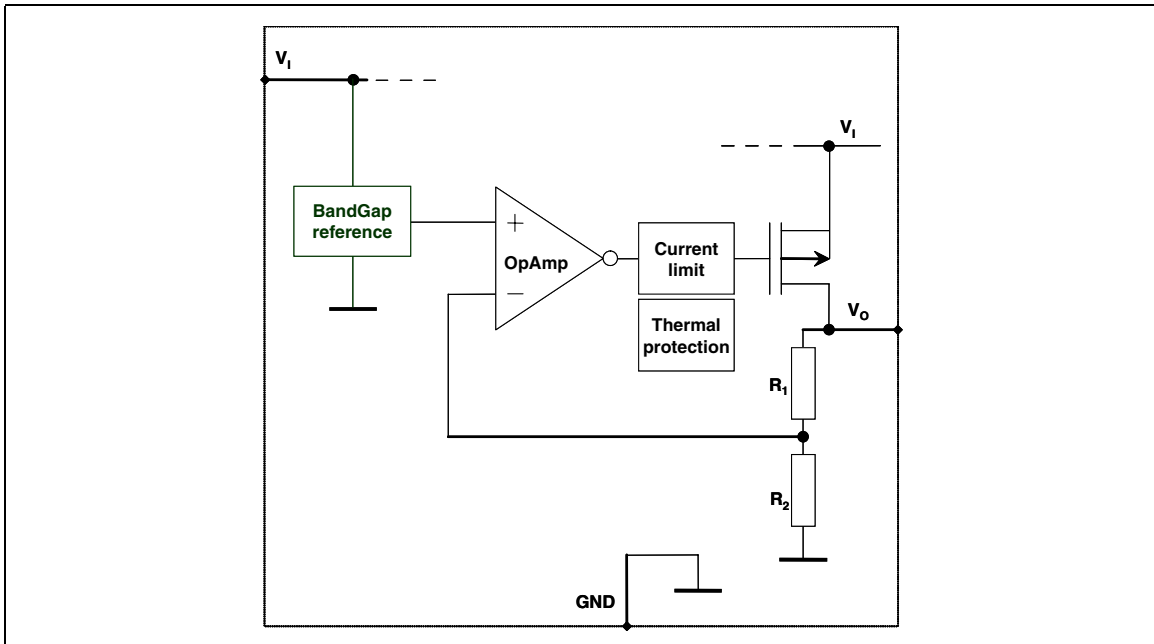 V_I
V_I
BandGap
reference
+
OpAmp
−
Current
limit
Thermal
protection
V_O
R_1
R_2
GND